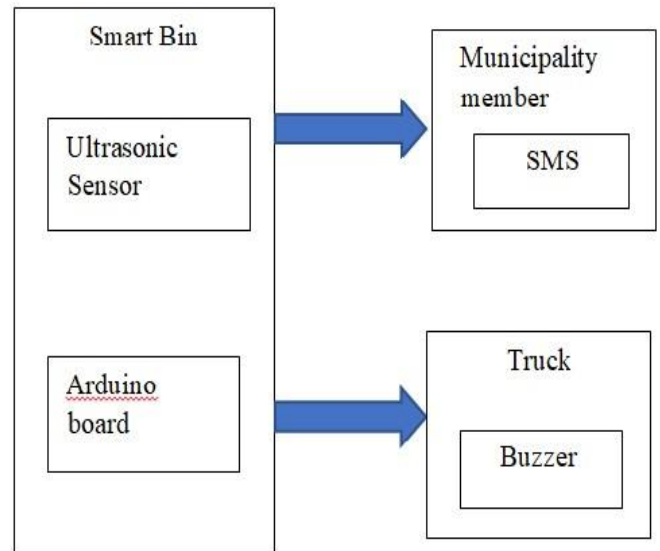 Smart Bin
Ultrasonic
Sensor
Arduino
board
Municipality
member
SMS
Truck
Buzzer